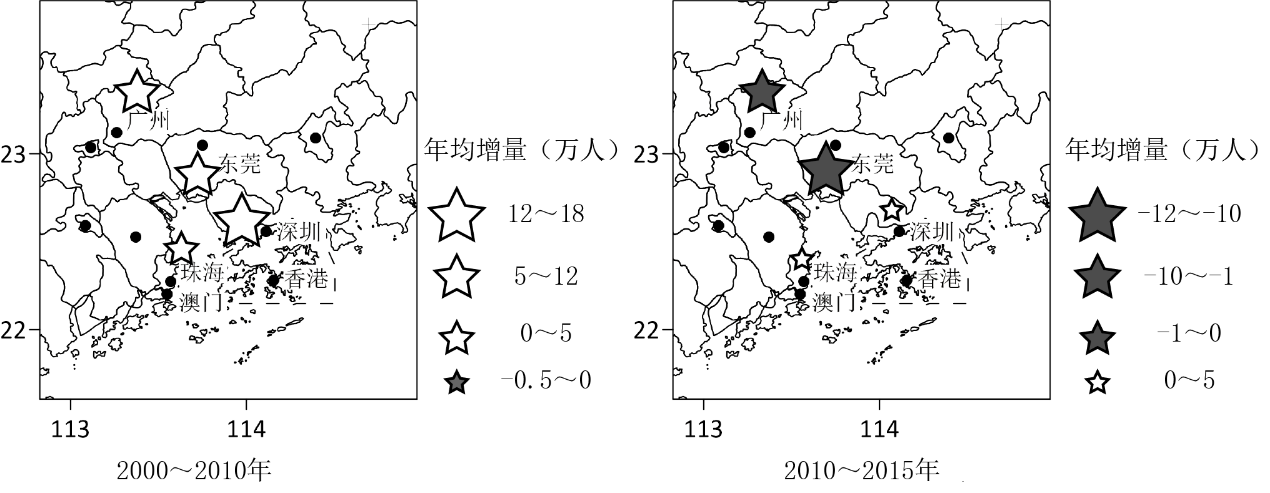 广州
东莞
深圳
珠海
香港
澳门
23
22
113
114
2000～2010年
年均增量（万人）
12～18
5～12
0～5
-0.5～0
广州
东莞
深圳
珠海
香港
澳门
23
22
113
114
2010～2015年
年均增量（万人）
-12～-10
-10～-1
-1～0
0～5